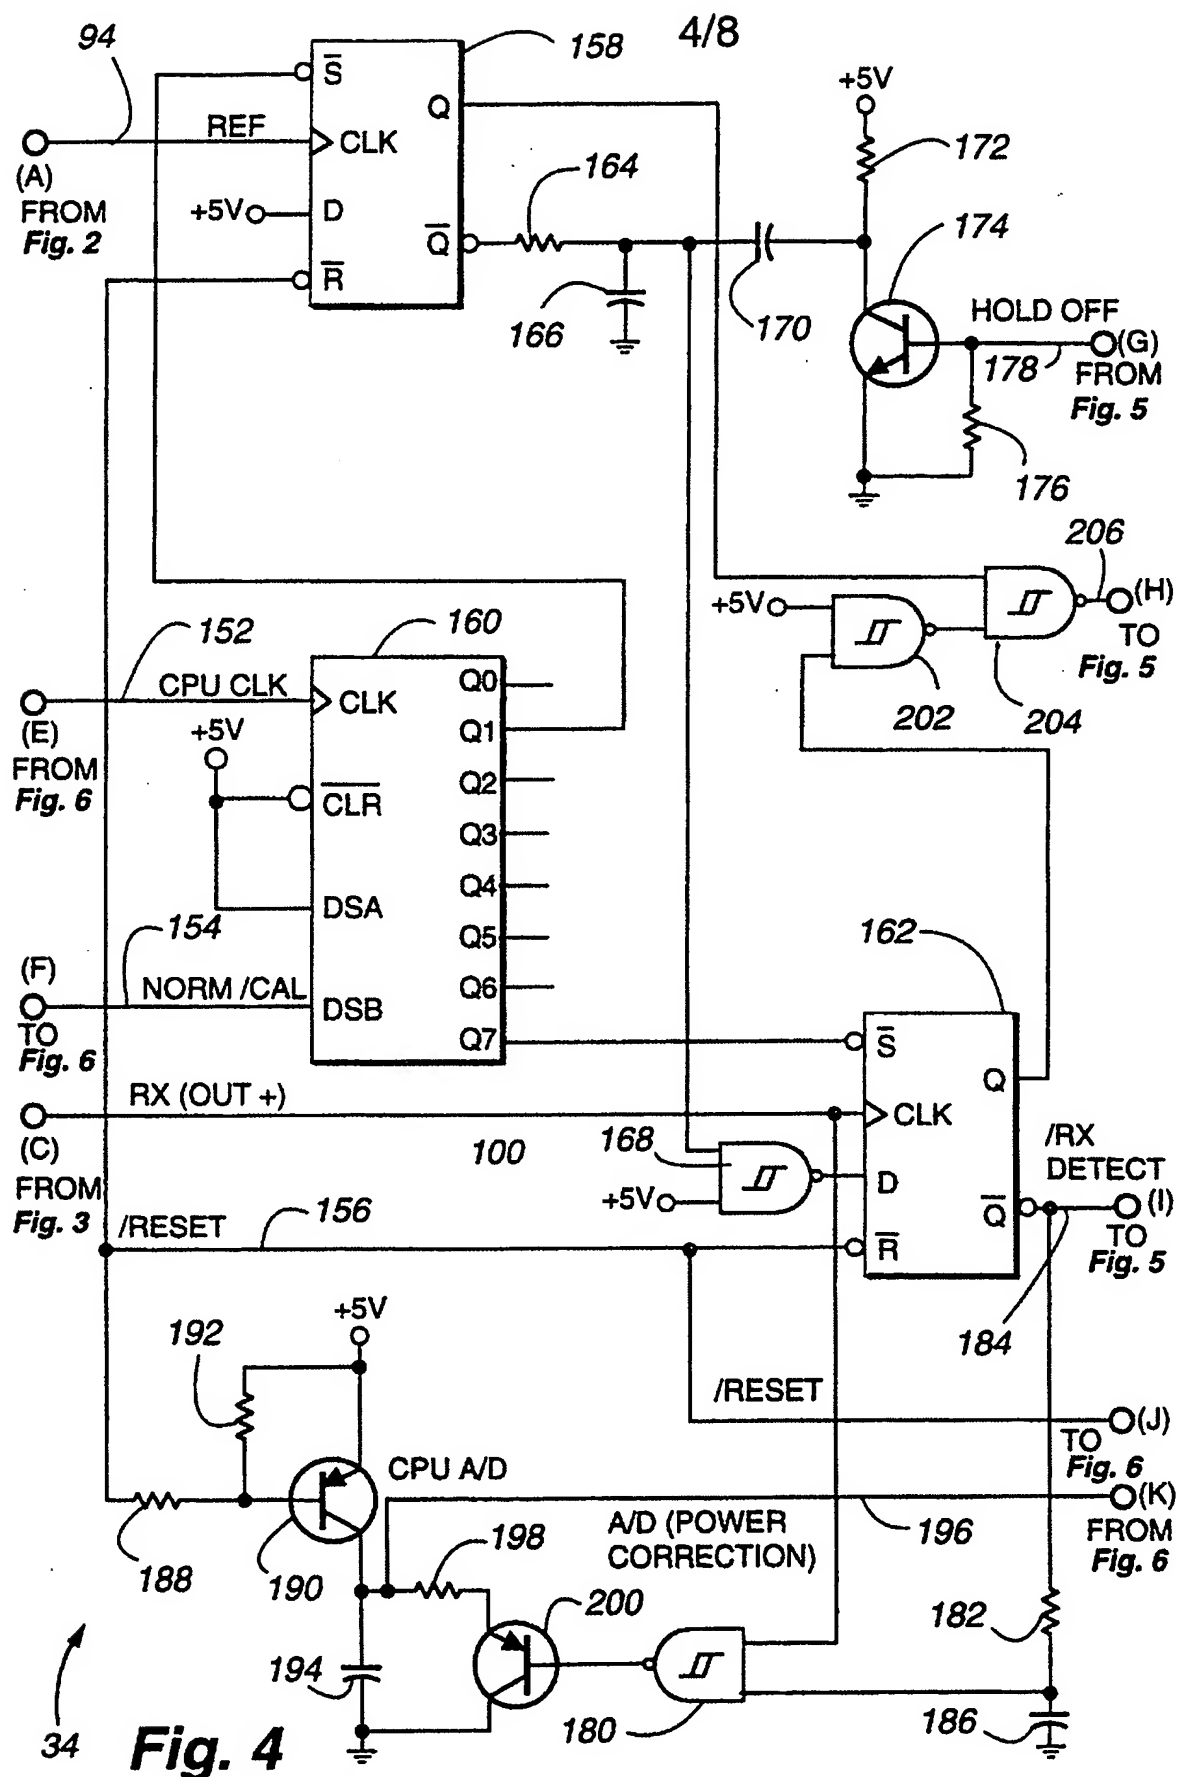 4/8
94
158
S
Q
+5V
REF
CLK
172
(A)
FROM
Fig. 2
164
+5V
D
Q
174
R
166
170
HOLD OFF
(G)
178
FROM
Fig. 5
176
206
+5V
(H)
TO
Fig. 5
152
160
202
204
CPU CLK
CLK
Q0
(E)
FROM
Fig. 6
+5V
Q1
CLR
Q2
Q3
DSA
Q4
154
Q5
162
(F)
NORM /CAL
DSB
Q6
TO
Fig. 6
Q7
S
Q
RX (OUT +)
CLK
(C)
FROM
Fig. 3
100
168
/RX
DETECT
D
+5V
Q
(I)
TO
Fig. 5
/RESET
156
R
184
+5V
192
/RESET
(J)
TO
Fig. 6
CPU A/D
(K)
FROM
Fig. 6
A/D (POWER
CORRECTION)
196
188
190
198
200
182
194
180
186
34
Fig. 4